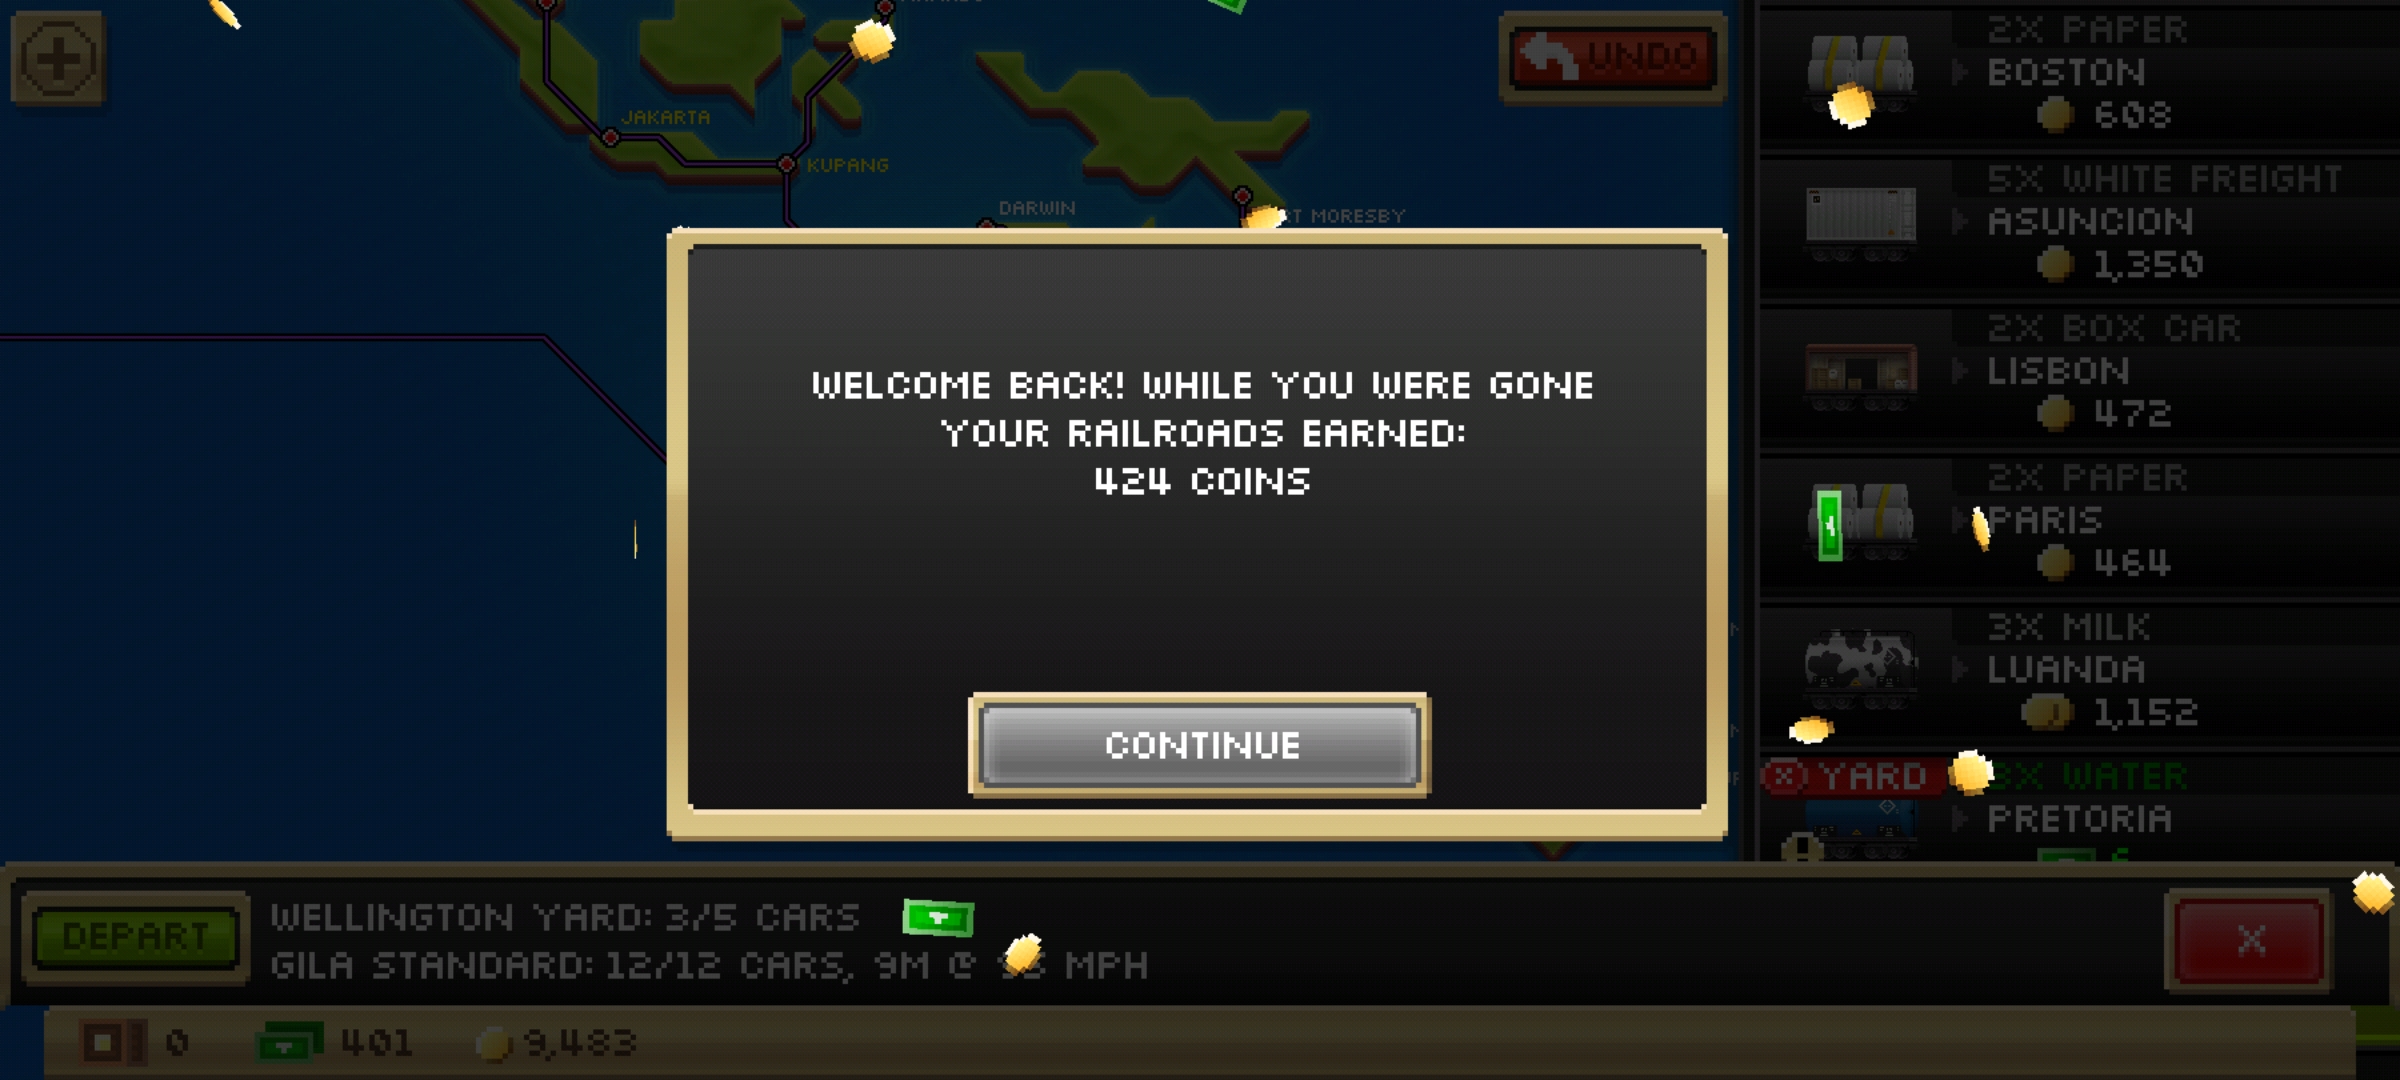 JAKARTA
KUPANG
DARWIN
MORESBY
UNDO
2X PAPER
BOSTON
608
5X WHITE FREIGHT
ASUNCION
1,350
2X BOX CAR
LISBON
472
2X PAPER
PARIS
464
3X MILK
LUANDA
1,152
YARD
WATER
PRETORIA
WELCOME BACK! WHILE YOU WERE GONE
YOUR RAILROADS EARNED:
424 COINS
CONTINUE
DEPART
WELLINGTON YARD: 3/5 CARS
GILA STANDARD: 12/12 CARS, 9M @ MPH
X
0
401
9,483